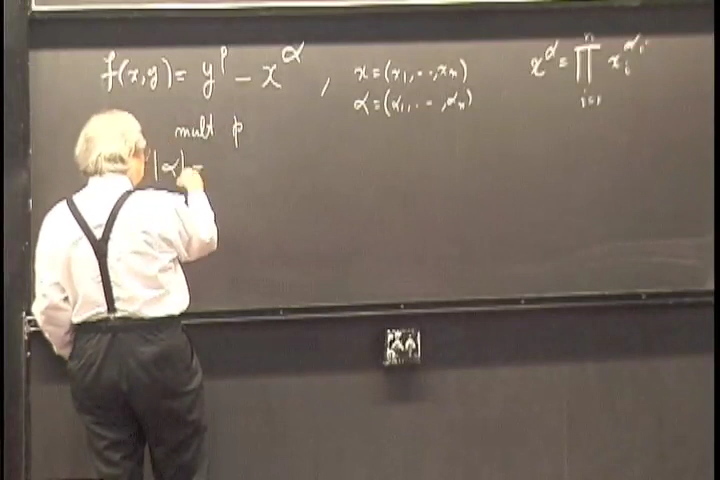 f(x,y) = y^p - x^α , x = (x_1, ..., x_n) x^α = ∏_{i=1}^{n} x_i^{α_i}
α = (α_1, ..., α_n)
mult p
|α| =